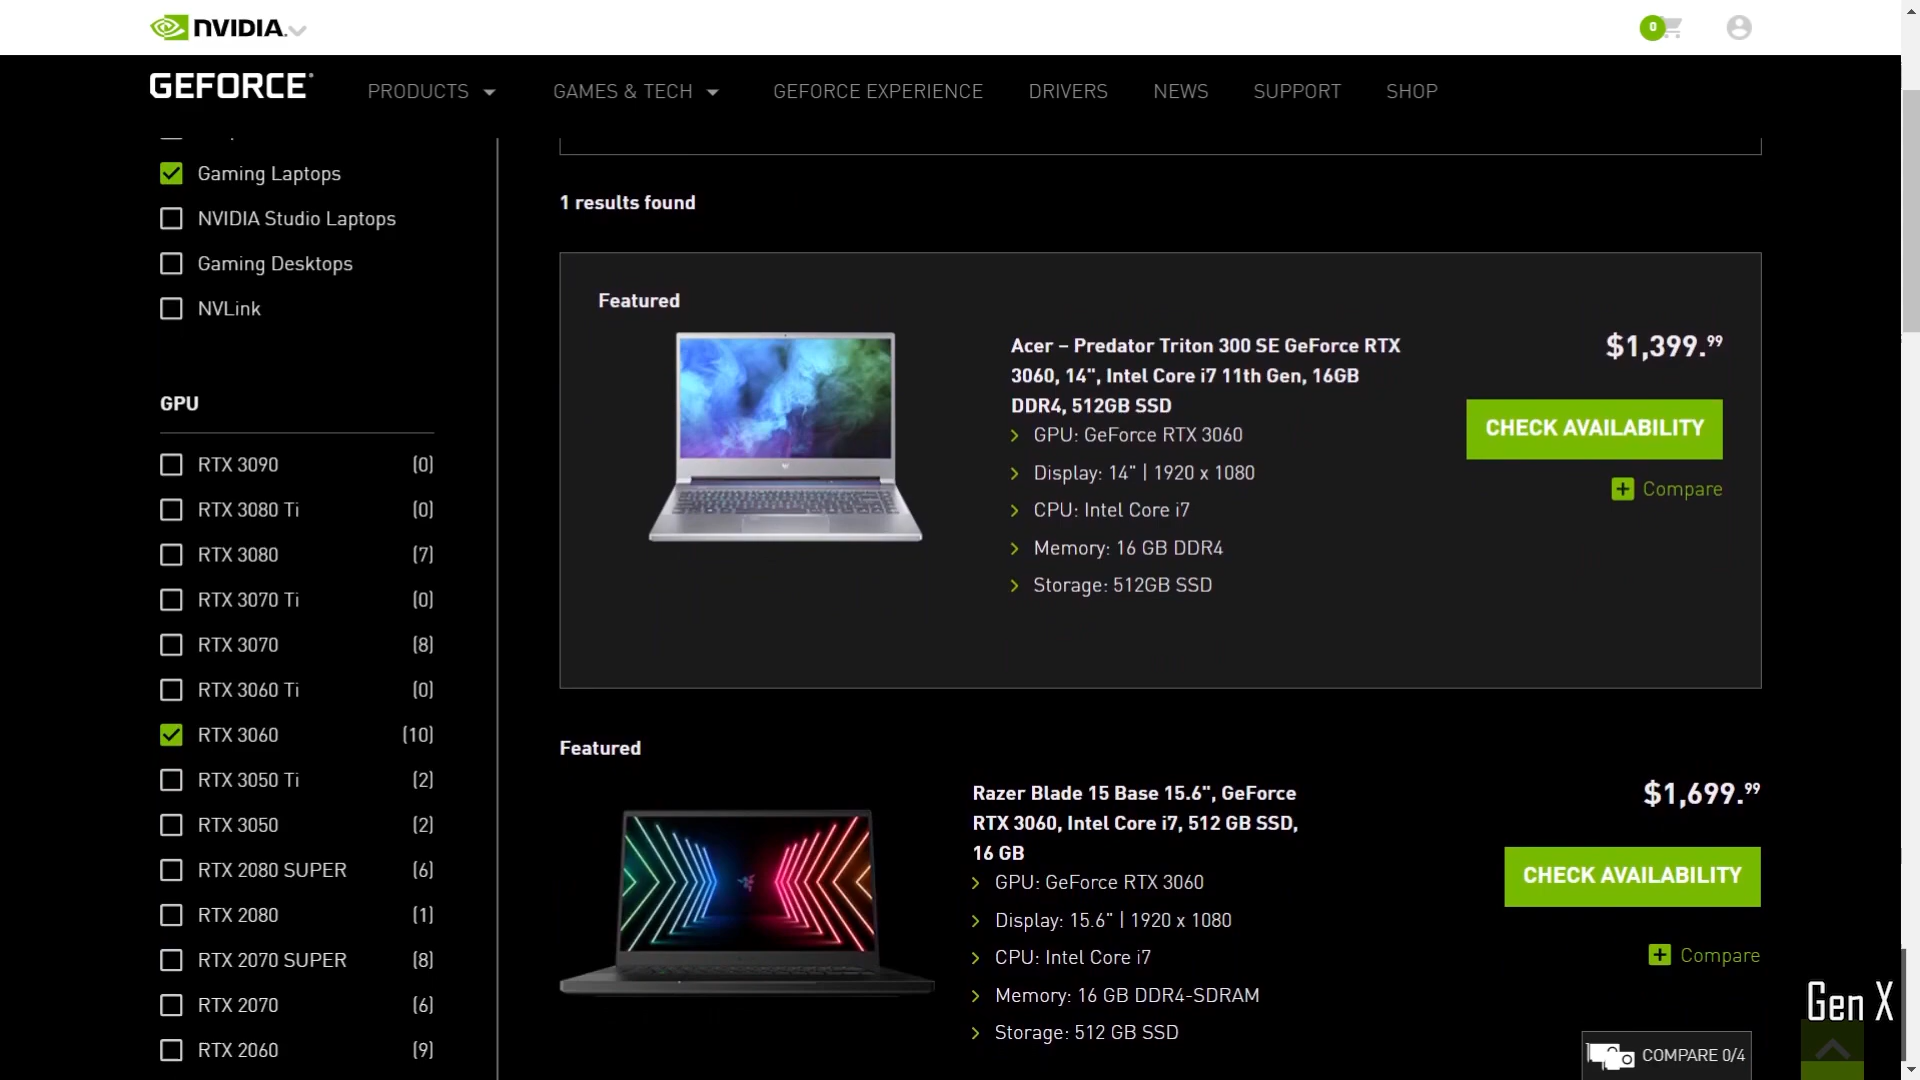 NVIDIA.
0
GEFORCE
PRODUCTS
GAMES & TECH
GEFORCE EXPERIENCE
DRIVERS
NEWS
SUPPORT
SHOP
Gaming Laptops
NVIDIA Studio Laptops
Gaming Desktops
NVLink
GPU
RTX 3090 (0)
RTX 3080 Ti (0)
RTX 3080 (7)
RTX 3070 Ti (0)
RTX 3070 (8)
RTX 3060 Ti (0)
RTX 3060 (10)
RTX 3050 Ti (2)
RTX 3050 (2)
RTX 2080 SUPER (6)
RTX 2080 (1)
RTX 2070 SUPER (8)
RTX 2070 (6)
RTX 2060 (9)
1 results found
Featured
Acer – Predator Triton 300 SE GeForce RTX
3060, 14", Intel Core i7 11th Gen, 16GB
DDR4, 512GB SSD
GPU: GeForce RTX 3060
Display: 14" | 1920 x 1080
CPU: Intel Core i7
Memory: 16 GB DDR4
Storage: 512GB SSD
$1,399.99
CHECK AVAILABILITY
Compare
Featured
Razer Blade 15 Base 15.6", GeForce
RTX 3060, Intel Core i7, 512 GB SSD,
16 GB
GPU: GeForce RTX 3060
Display: 15.6" | 1920 x 1080
CPU: Intel Core i7
Memory: 16 GB DDR4-SDRAM
Storage: 512 GB SSD
$1,699.99
CHECK AVAILABILITY
Compare
Gen X
COMPARE 0/4